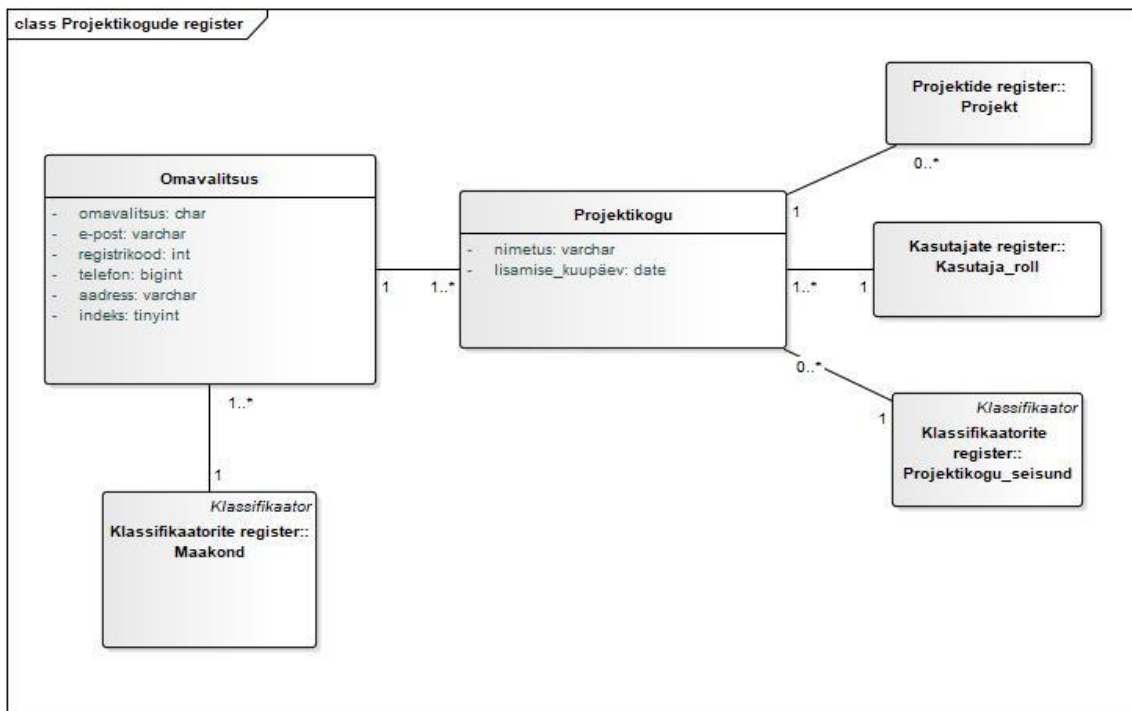 class Projektikogude register
Projektide register::
Projekt
0..*
Omavalitsus
- omavalitsus: char
- e-post: varchar
- registrikood: int
- telefon: bigint
- aadress: varchar
- indeks: tinyint
Projektikogu
- nimetus: varchar
- lisamise_kuupäev: date
1
Kasutajate register::
Kasutaja_roll
1
1..*
1..*
1
0..*
1
Klassifikaator
Klassifikaatorite
register::
Projektikogu_seisund
1..*
1
Klassifikaator
Klassifikaatorite register::
Maakond